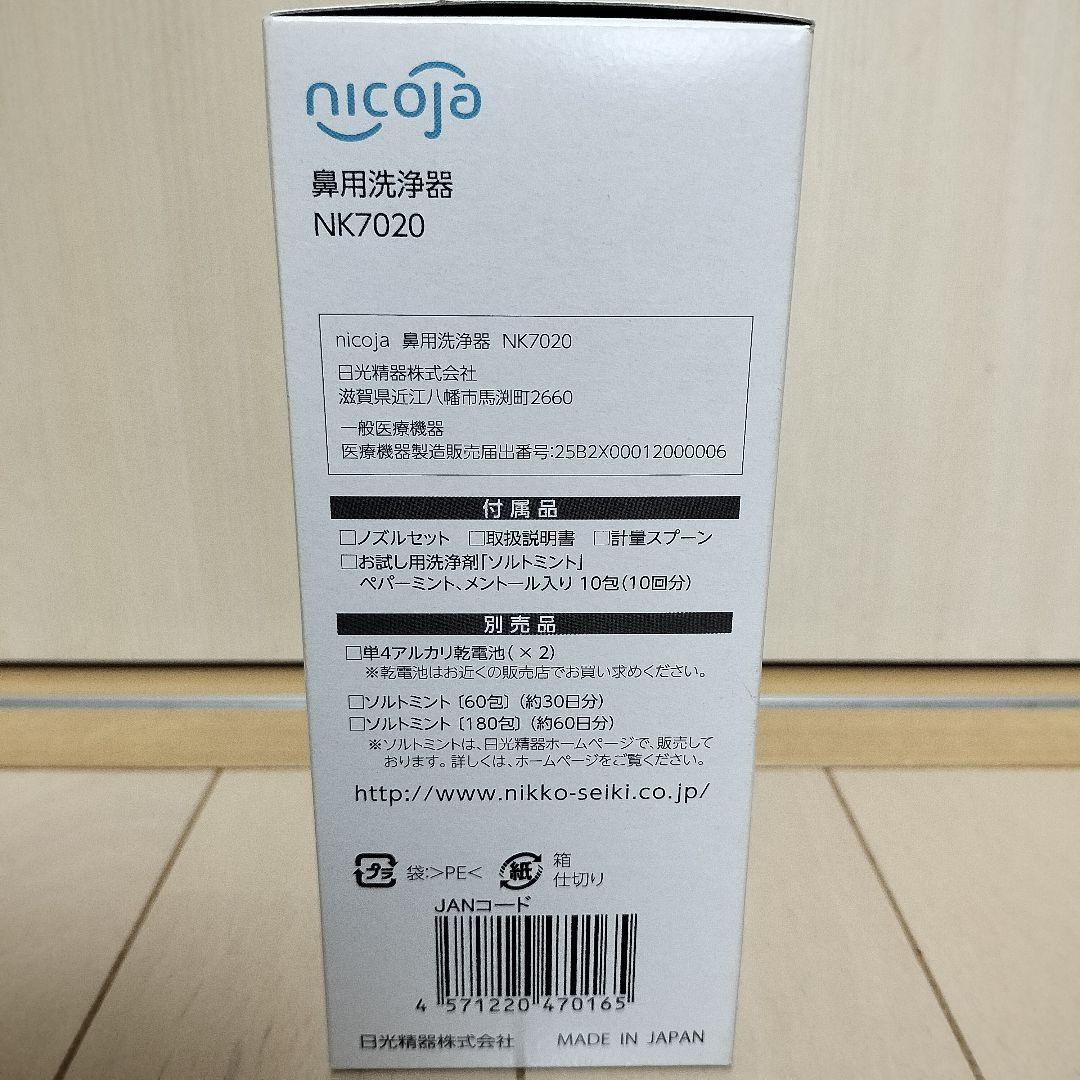 nicoja
鼻用洗浄器
NK7020
nicoja 鼻用洗浄器 NK7020
日光精器株式会社
滋賀県近江八幡市馬渕町2660
一般医療機器
医療機器製造販売届出番号:25B2X00012000006
付属品
□ノズルセット □取扱説明書 □計量スプーン
□お試し用洗浄剤「ソルトミント」
ペパーミント、メントール入り 10包(10回分)
別売品
□単4アルカリ乾電池(×2)
※乾電池はお近くの販売店でお買い求めください。
□ソルトミント〔60包〕(約30日分)
□ソルトミント〔180包〕(約60日分)
※ソルトミントは、日光精器ホームページで、販売して
おります。詳しくは、ホームページをご覧ください。
http://www.nikko-seiki.co.jp/
プラ 袋:>PE< 紙 箱
仕切り
JANコード
4 571220 470165
日光精器株式会社 MADE IN JAPAN